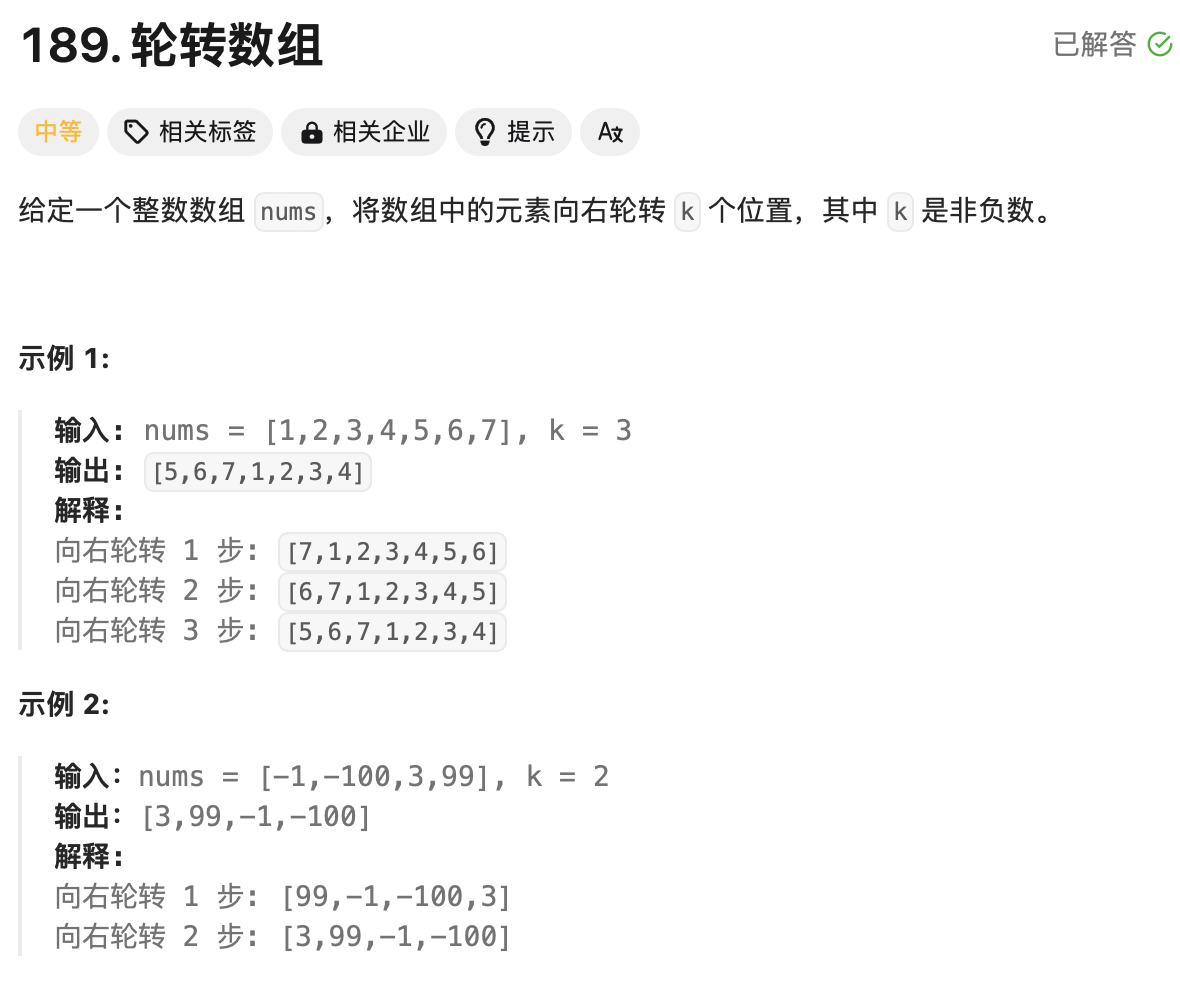 189. 轮转数组
已解答
中等 相关标签 相关企业 提示 A文
给定一个整数数组 nums，将数组中的元素向右轮转 k 个位置，其中 k 是非负数。
示例 1:
输入: nums = [1,2,3,4,5,6,7], k = 3
输出: [5,6,7,1,2,3,4]
解释:
向右轮转 1 步: [7,1,2,3,4,5,6]
向右轮转 2 步: [6,7,1,2,3,4,5]
向右轮转 3 步: [5,6,7,1,2,3,4]
示例 2:
输入：nums = [-1,-100,3,99], k = 2
输出：[3,99,-1,-100]
解释:
向右轮转 1 步: [99,-1,-100,3]
向右轮转 2 步: [3,99,-1,-100]